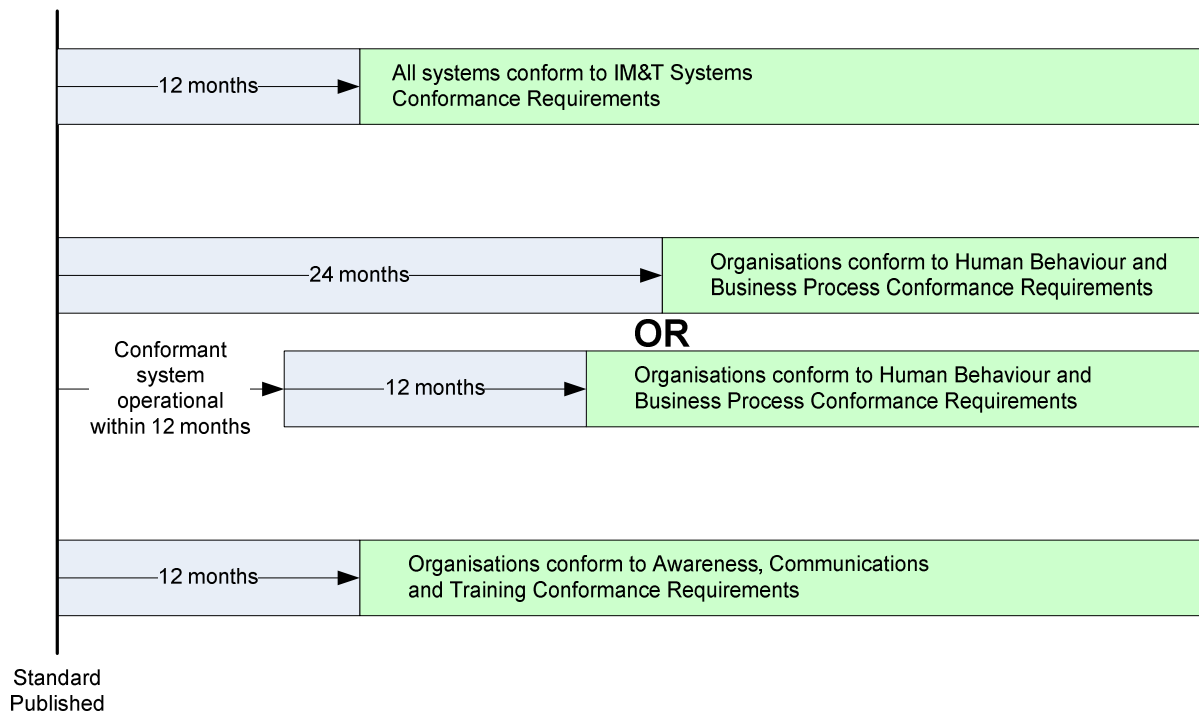 12 months
All systems conform to IM&T Systems
Conformance Requirements
24 months
Organisations conform to Human Behaviour and
Business Process Conformance Requirements
OR
Conformant
system
operational
within 12 months
12 months
Organisations conform to Human Behaviour and
Business Process Conformance Requirements
12 months
Organisations conform to Awareness, Communications
and Training Conformance Requirements
Standard
Published